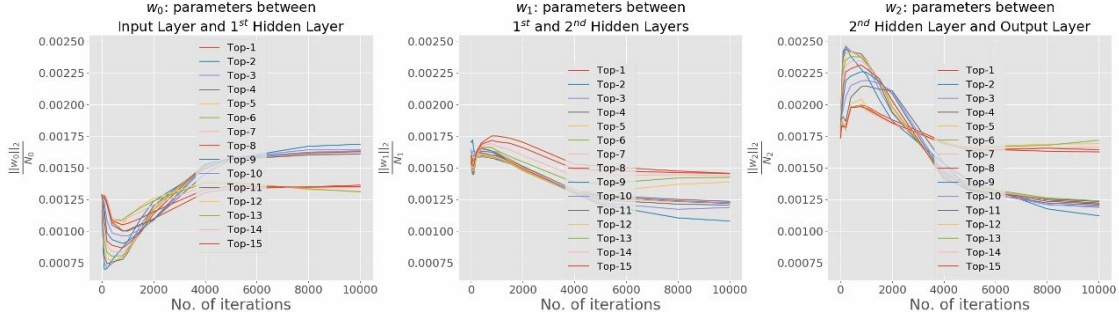 w₀: parameters between
Input Layer and 1ˢᵗ Hidden Layer
||w₀||₂
N₀
0.00250
0.00225
0.00200
0.00175
0.00150
0.00125
0.00100
0.00075
Top-1
Top-2
Top-3
Top-4
Top-5
Top-6
Top-7
Top-8
Top-9
Top-10
Top-11
Top-12
Top-13
Top-14
Top-15
0 2000 4000 6000 8000 10000
No. of iterations
w₁: parameters between
1ˢᵗ and 2ⁿᵈ Hidden Layers
||w₁||₂
N₁
0.00250
0.00225
0.00200
0.00175
0.00150
0.00125
0.00100
0.00075
Top-1
Top-2
Top-3
Top-4
Top-5
Top-6
Top-7
Top-8
Top-9
Top-10
Top-11
Top-12
Top-13
Top-14
Top-15
0 2000 4000 6000 8000 10000
No. of iterations
w₂: parameters between
2ⁿᵈ Hidden Layer and Output Layer
||w₂||₂
N₂
0.00250
0.00225
0.00200
0.00175
0.00150
0.00125
0.00100
0.00075
Top-1
Top-2
Top-3
Top-4
Top-5
Top-6
Top-7
Top-8
Top-9
Top-10
Top-11
Top-12
Top-13
Top-14
Top-15
0 2000 4000 6000 8000 10000
No. of iterations